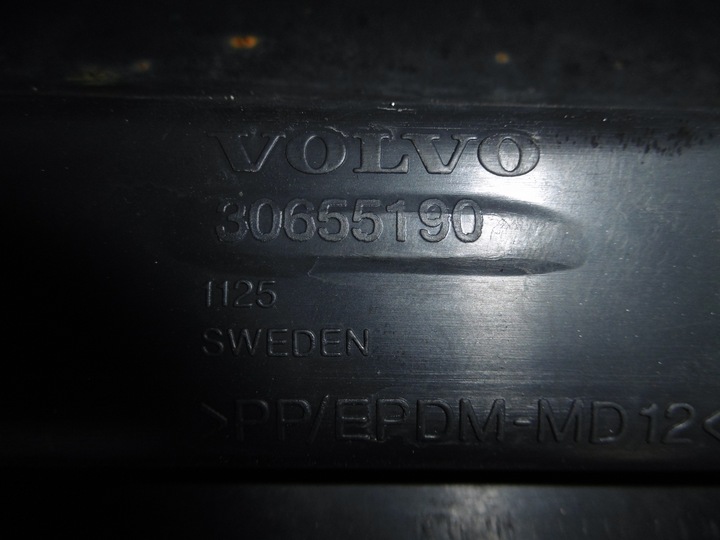 VOLVO
30655190
1125
SWEDEN
>PP/EPDM-MD12<